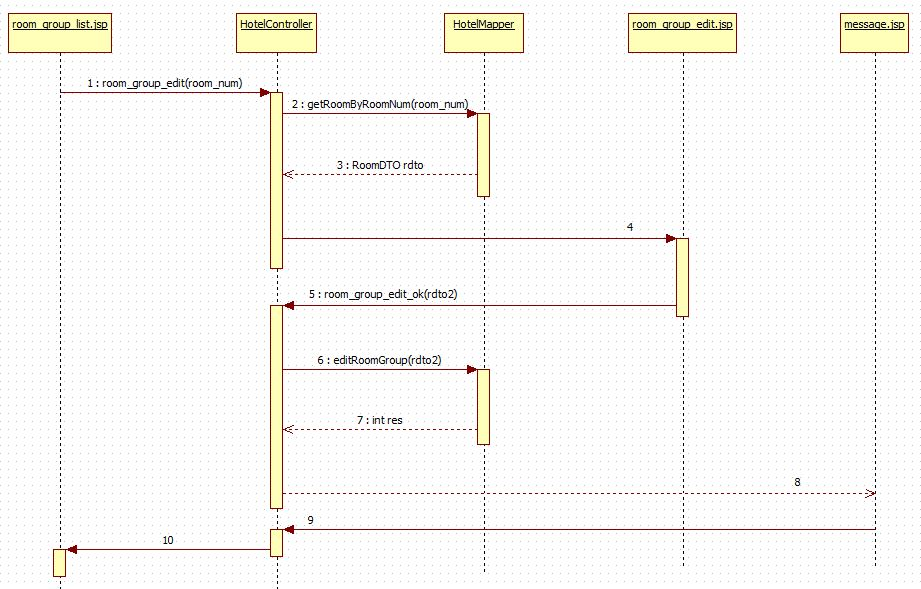 room_group_list.jsp
HotelController
HotelMapper
room_group_edit.jsp
message.jsp
1 : room_group_edit(room_num)
2 : getRoomByRoomNum(room_num)
3 : RoomDTO rdto
4
5 : room_group_edit_ok(rdto2)
6 : editRoomGroup(rdto2)
7 : int res
8
9
10